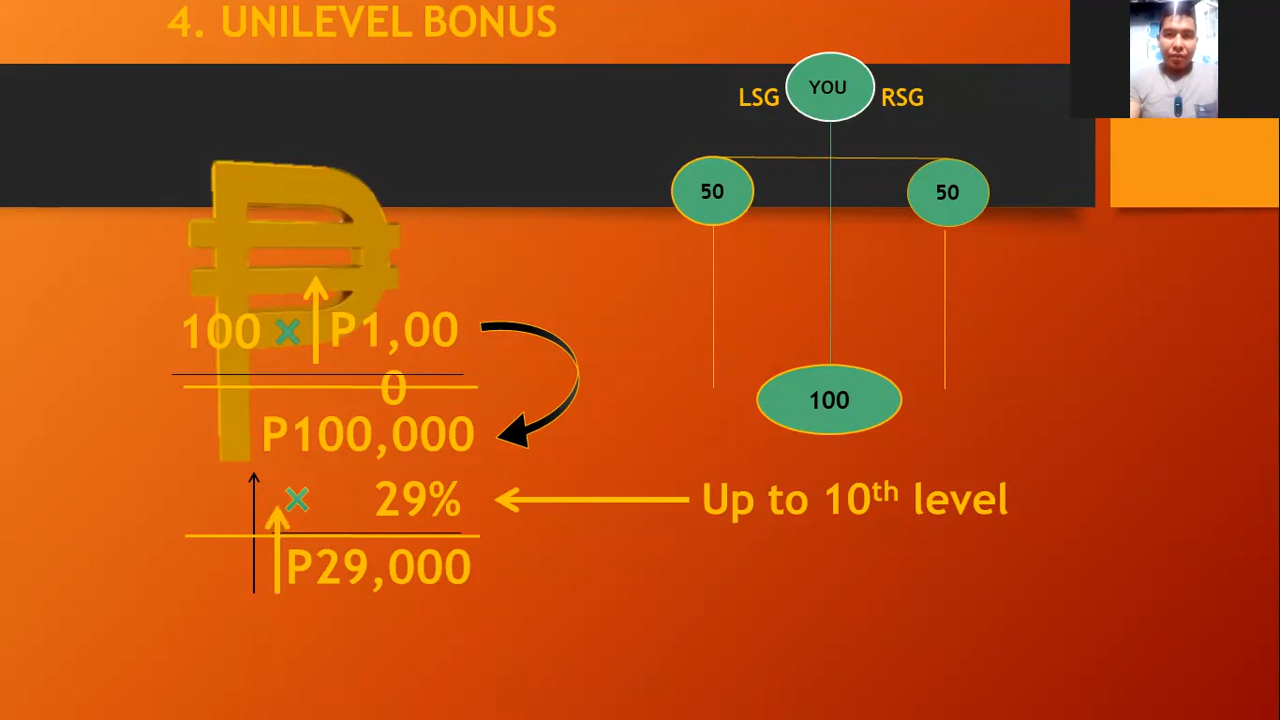 4. UNILEVEL BONUS
LSG YOU RSG
50 50
100 × P1,00
0
P100,000
100
× 29%
Up to 10th level
P29,000